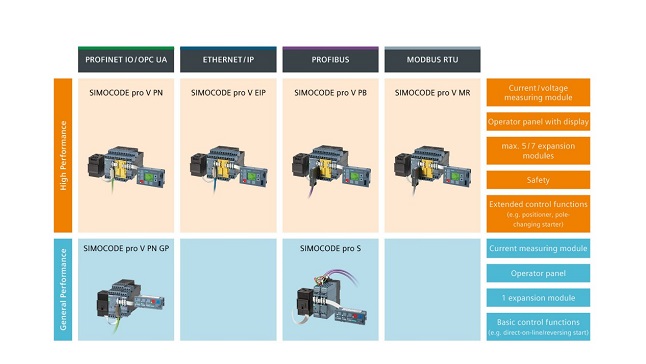 PROFINET IO/OPC UA
ETHERNET/IP
PROFIBUS
MODBUS RTU
High Performance
SIMOCODE pro V PN
SIMOCODE pro V EIP
SIMOCODE pro V PB
SIMOCODE pro V MR
Current/voltage
measuring module
Operator panel with display
max. 5/7 expansion
modules
Safety
Extended control functions
(e.g. positioner, pole-
changing starter)
General Performance
SIMOCODE pro V PN GP
SIMOCODE pro S
Current measuring module
Operator panel
1 expansion module
Basic control functions
(e.g. direct-on-line/reversing start)